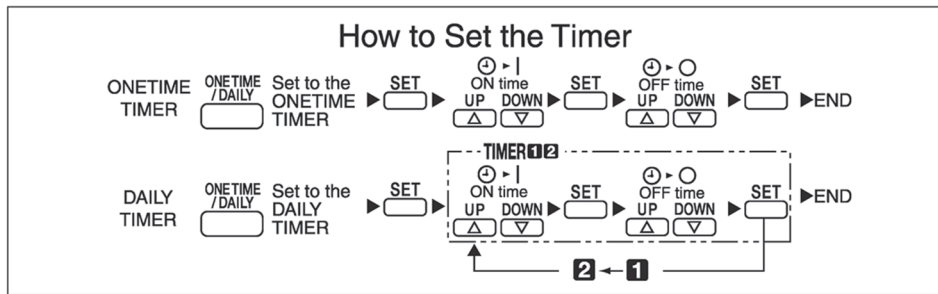 How to Set the Timer
ONETIME TIMER
ONETIME /DAILY
Set to the ONETIME TIMER
SET
ON time
UP DOWN
SET
OFF time
UP DOWN
SET
END
TIMER 1 2
DAILY TIMER
ONETIME /DAILY
Set to the DAILY TIMER
SET
ON time
UP DOWN
SET
OFF time
UP DOWN
SET
END
2 1